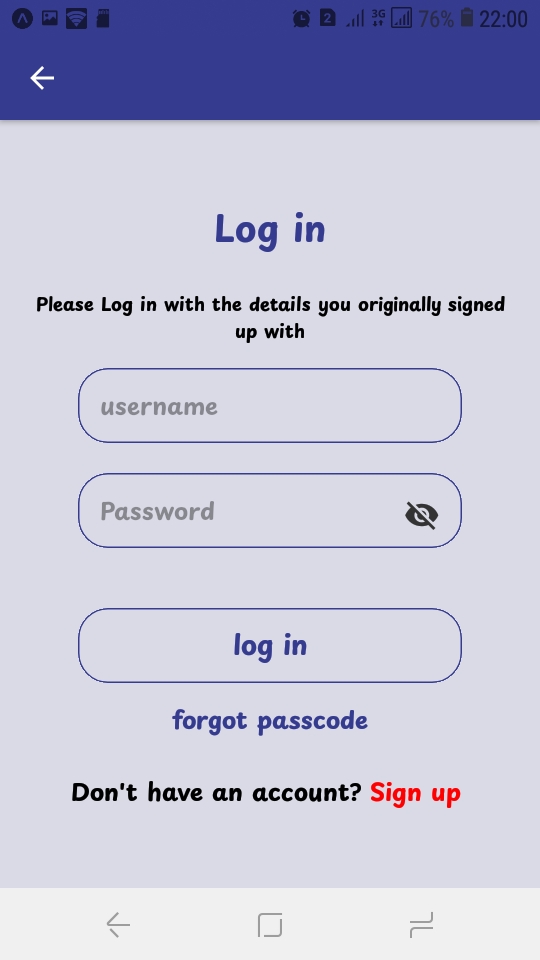 2 3G 76% 22:00
Log in
Please Log in with the details you originally signed
up with
username
Password
log in
forgot passcode
Don't have an account? Sign up